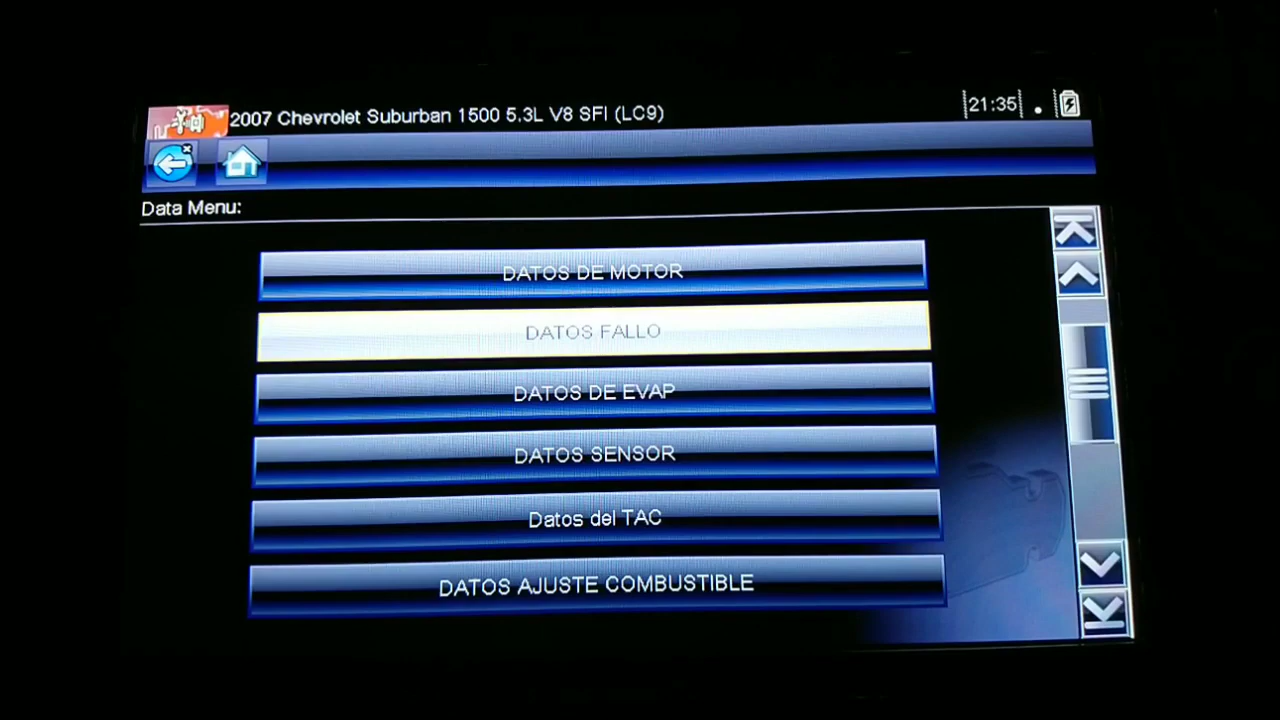 2007 Chevrolet Suburban 1500 5.3L V8 SFI (LC9)
21:35
Data Menu:
DATOS DE MOTOR
DATOS FALLO
DATOS DE EVAP
DATOS SENSOR
Datos del TAC
DATOS AJUSTE COMBUSTIBLE